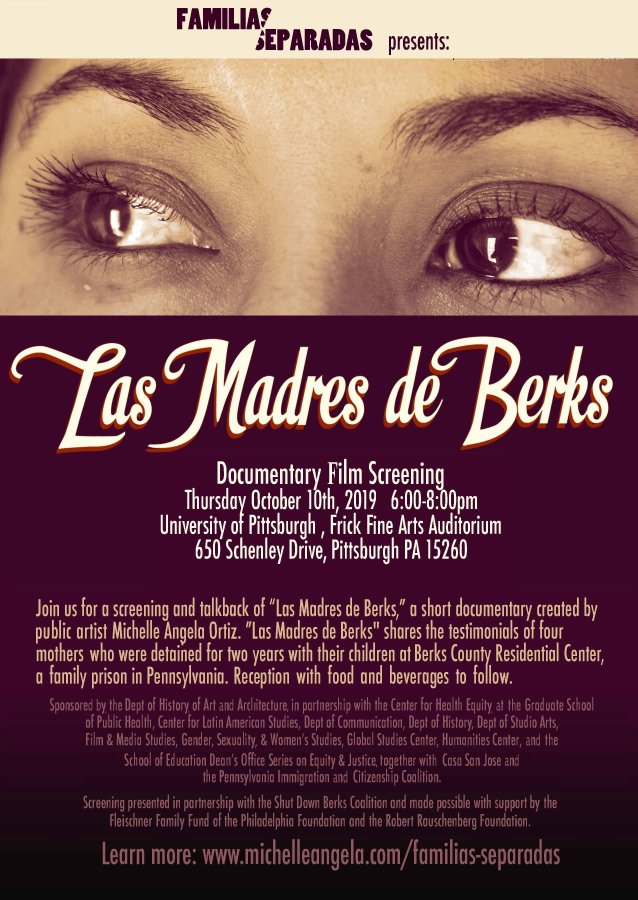 FAMILIAS
SEPARADAS presents:
Las Madres de Berks
Documentary Film Screening
Thursday October 10th, 2019 6:00-8:00pm
University of Pittsburgh , Frick Fine Arts Auditorium
650 Schenley Drive, Pittsburgh PA 15260
Join us for a screening and talkback of “Las Madres de Berks,” a short documentary created by
public artist Michelle Angela Ortiz. "Las Madres de Berks" shares the testimonials of four
mothers who were detained for two years with their children at Berks County Residential Center,
a family prison in Pennsylvania. Reception with food and beverages to follow.
Sponsored by the Dept of History of Art and Architecture, in partnership with the Center for Health Equity at the Graduate School
of Public Health, Center for Latin American Studies, Dept of Communication, Dept of History, Dept of Studio Arts,
Film & Media Studies, Gender, Sexuality, & Women's Studies, Global Studies Center, Humanities Center, and the
School of Education Dean's Office Series on Equity & Justice, together with Casa San Jose and
the Pennsylvania Immigration and Citizenship Coalition.
Screening presented in partnership with the Shut Down Berks Coalition and made possible with support by the
Fleischner Family Fund of the Philadelphia Foundation and the Robert Rauschenberg Foundation.
Learn more: www.michelleangela.com/familias-separadas